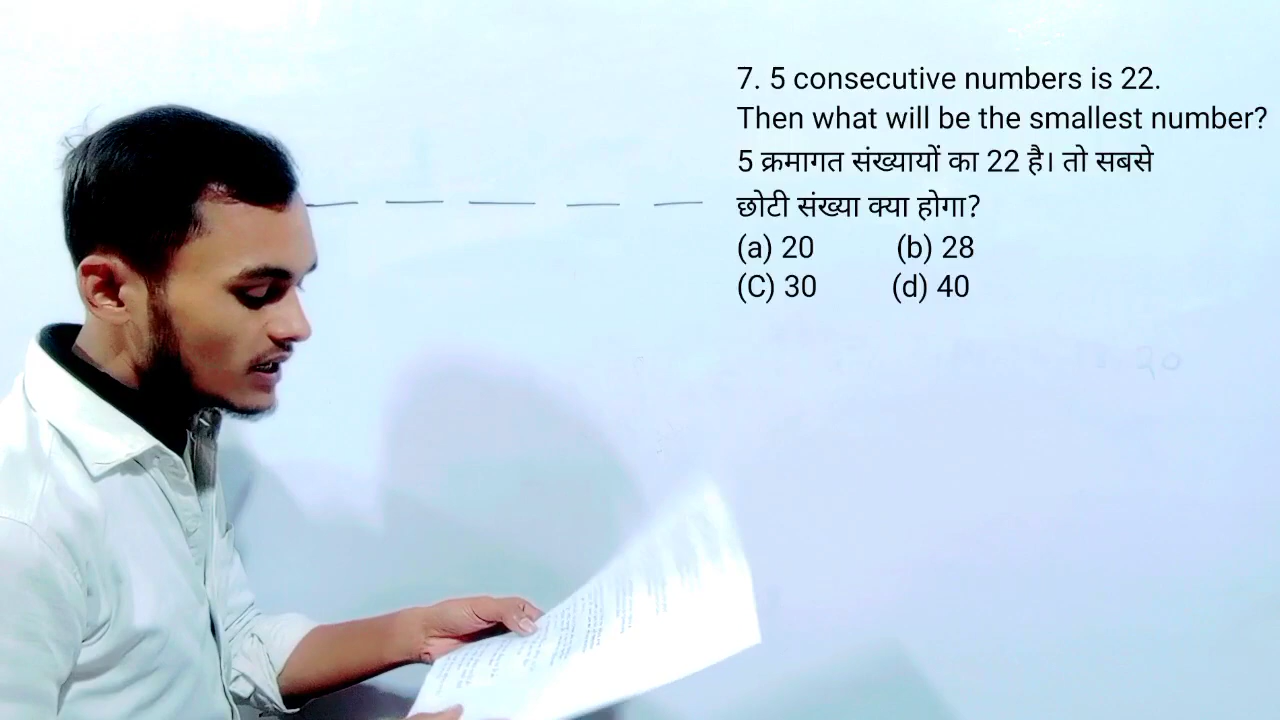 7. 5 consecutive numbers is 22.
Then what will be the smallest number?
5 क्रमागत संख्यायों का 22 है। तो सबसे
छोटी संख्या क्या होगा?
(a) 20 (b) 28
(C) 30 (d) 40
20